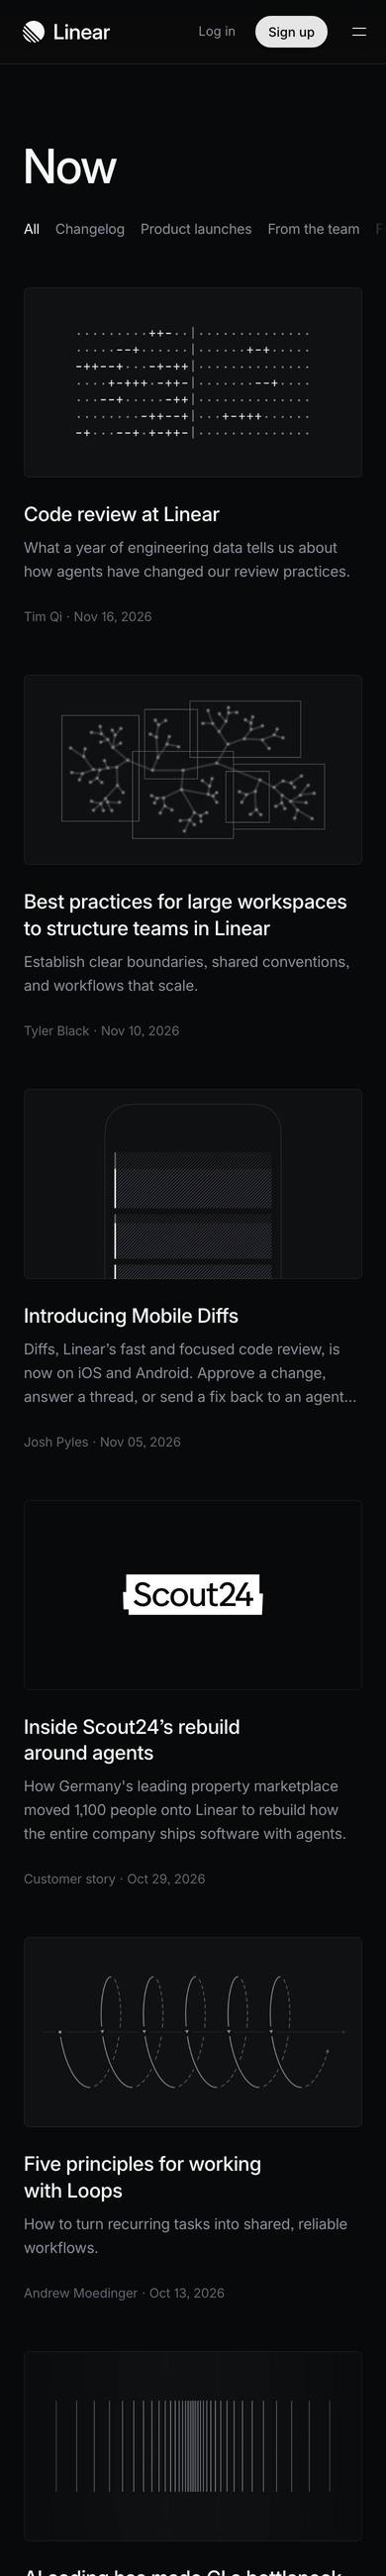 Linear
Log in
Sign up
Now
All
Changelog
Product launches
From the team
Code review at Linear
What a year of engineering data tells us about
how agents have changed our review practices.
Tim Qi · Nov 16, 2026
Best practices for large workspaces
to structure teams in Linear
Establish clear boundaries, shared conventions,
and workflows that scale.
Tyler Black · Nov 10, 2026
Introducing Mobile Diffs
Diffs, Linear’s fast and focused code review, is
now on iOS and Android. Approve a change,
answer a thread, or send a fix back to an agent…
Josh Pyles · Nov 05, 2026
Scout24
Inside Scout24’s rebuild
around agents
How Germany's leading property marketplace
moved 1,100 people onto Linear to rebuild how
the entire company ships software with agents.
Customer story · Oct 29, 2026
Five principles for working
with Loops
How to turn recurring tasks into shared, reliable
workflows.
Andrew Moedinger · Oct 13, 2026